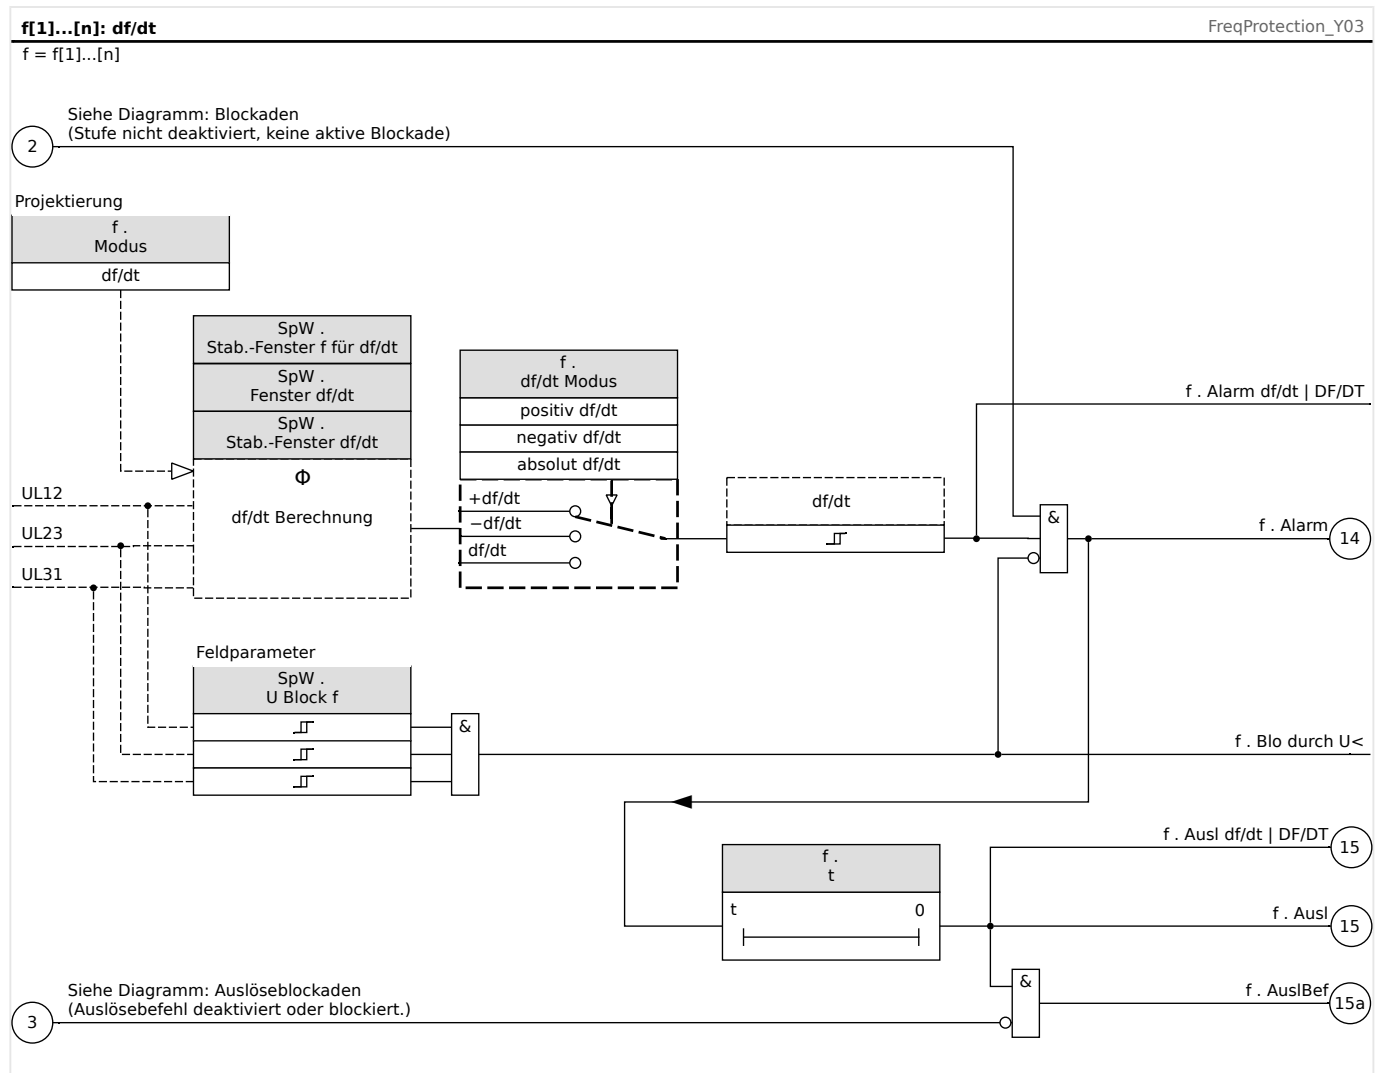 f[1]...[n]: df/dt
FreqProtection_Y03
f = f[1]...[n]
Siehe Diagramm: Blockaden
(Stufe nicht deaktiviert, keine aktive Blockade)
2
Projektierung
f .
Modus
df/dt
SpW .
Stab.-Fenster f für df/dt
SpW .
Fenster df/dt
SpW .
Stab.-Fenster df/dt
Φ
df/dt Berechnung
UL12
UL23
UL31
f .
df/dt Modus
positiv df/dt
negativ df/dt
absolut df/dt
+df/dt
−df/dt
df/dt
df/dt
f . Alarm df/dt | DF/DT
&
f . Alarm
14
Feldparameter
SpW .
U Block f
&
f . Blo durch U<
f .
t
t
0
f . Ausl df/dt | DF/DT
15
f . Ausl
15
&
f . AuslBef
15a
Siehe Diagramm: Auslöseblockaden
(Auslösebefehl deaktiviert oder blockiert.)
3